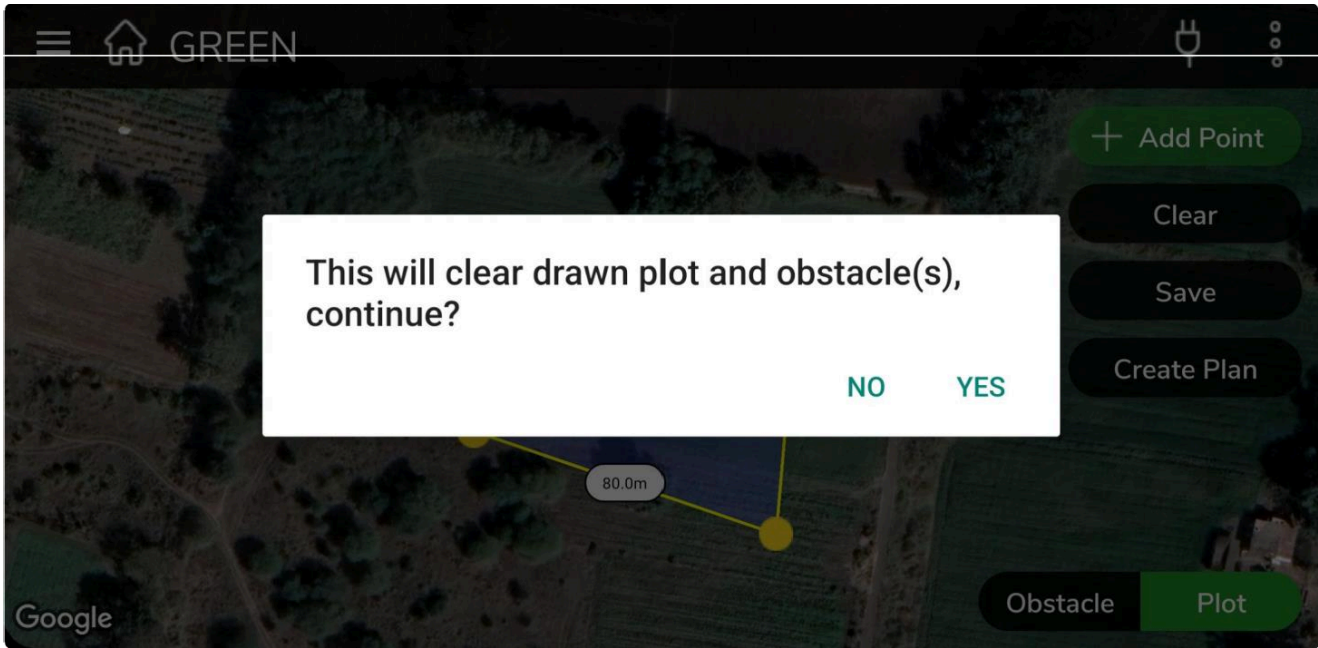 GREEN
+ Add Point
Clear
This will clear drawn plot and obstacle(s),
continue?
Save
Create Plan
NO YES
80.0m
Obstacle Plot
Google